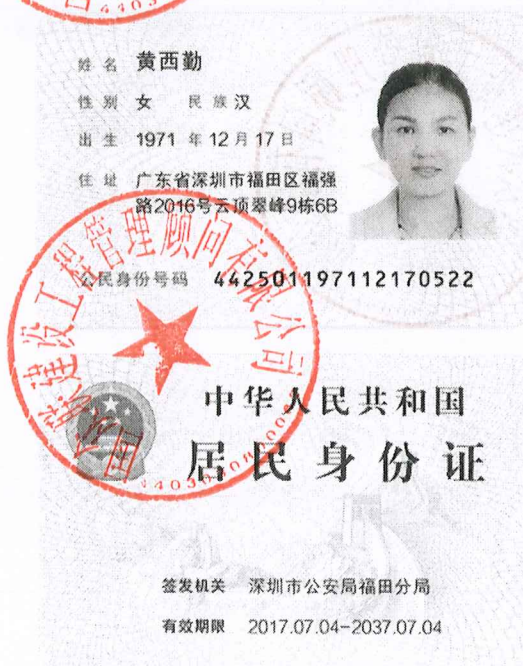 姓名 黄西勤
性别 女 民族 汉
出生 1971 年 12 月 17 日
住址 广东省深圳市福田区福强
路2016号云顶翠峰9栋6B
公民身份号码 442501197112170522
建设工程管理顾问有限公司
中华人民共和国
居民身份证
签发机关 深圳市公安局福田分局
有效期限 2017.07.04-2037.07.04